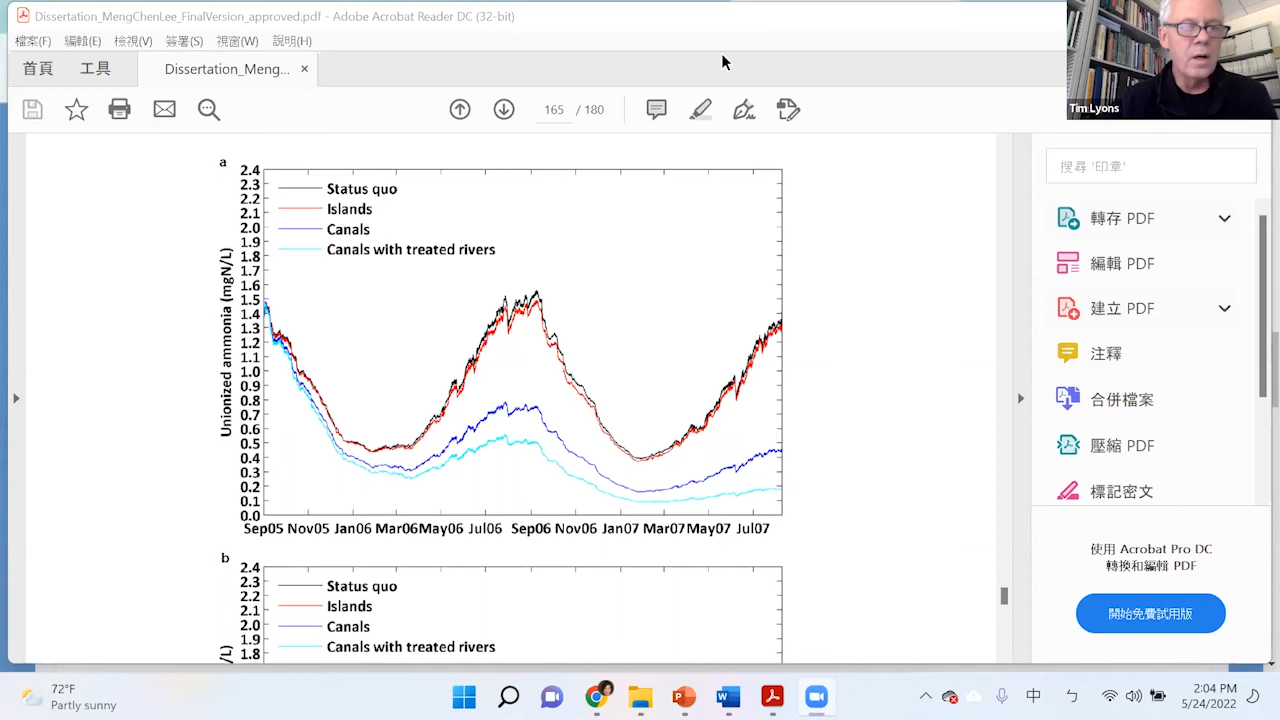 Dissertation_MengChenLee_FinalVersion_approved.pdf - Adobe Acrobat Reader DC (32-bit)
檔案(F) 編輯(E) 檢視(V) 簽署(S) 視窗(W) 說明(H)
首頁 工具 Dissertation_Meng... ×
165 / 180
Tim Lyons
搜尋 '印章'
轉存 PDF
編輯 PDF
建立 PDF
注釋
合併檔案
壓縮 PDF
標記密文
使用 Acrobat Pro DC
轉換和編輯 PDF
開始免費試用版
a
2.4
2.3
2.2
2.1
2.0
1.9
1.8
1.7
1.6
1.5
1.4
1.3
1.2
1.1
1.0
0.9
0.8
0.7
0.6
0.5
0.4
0.3
0.2
0.1
0.0
Unionized ammonia (mgN/L)
Status quo
Islands
Canals
Canals with treated rivers
Sep05 Nov05 Jan06 Mar06 May06 Jul06 Sep06 Nov06 Jan07 Mar07 May07 Jul07
b
2.4
2.3
2.2
2.1
2.0
1.9
1.8
/L)
Status quo
Islands
Canals
Canals with treated rivers
72°F
Partly sunny
中
2:04 PM
5/24/2022